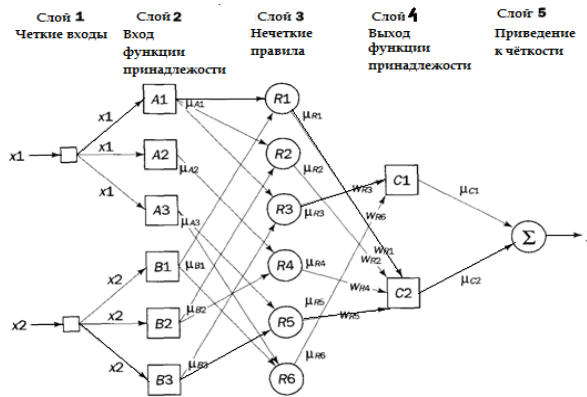 Слой 1 Слой 2 Слой 3 Слой 4 Слой 5
Четкие входы Вход Нечеткие Выход Приведение
функции правила функции к чёткости
принадлежости принадлежости
A1 R1
μA1 μR1
x1
x1 x1 A2 R2 μR2 C1
μA2 wR3 μC1
x1 wR6
A3 R3 μR3
μA3
wR1 Σ
B1 R4 wR2
μB1 μR4 wR4 C2 μC2
x2
x2 x2 B2 μB2 R5 μR5
wR5
x2
B3 μB3 R6 μR6